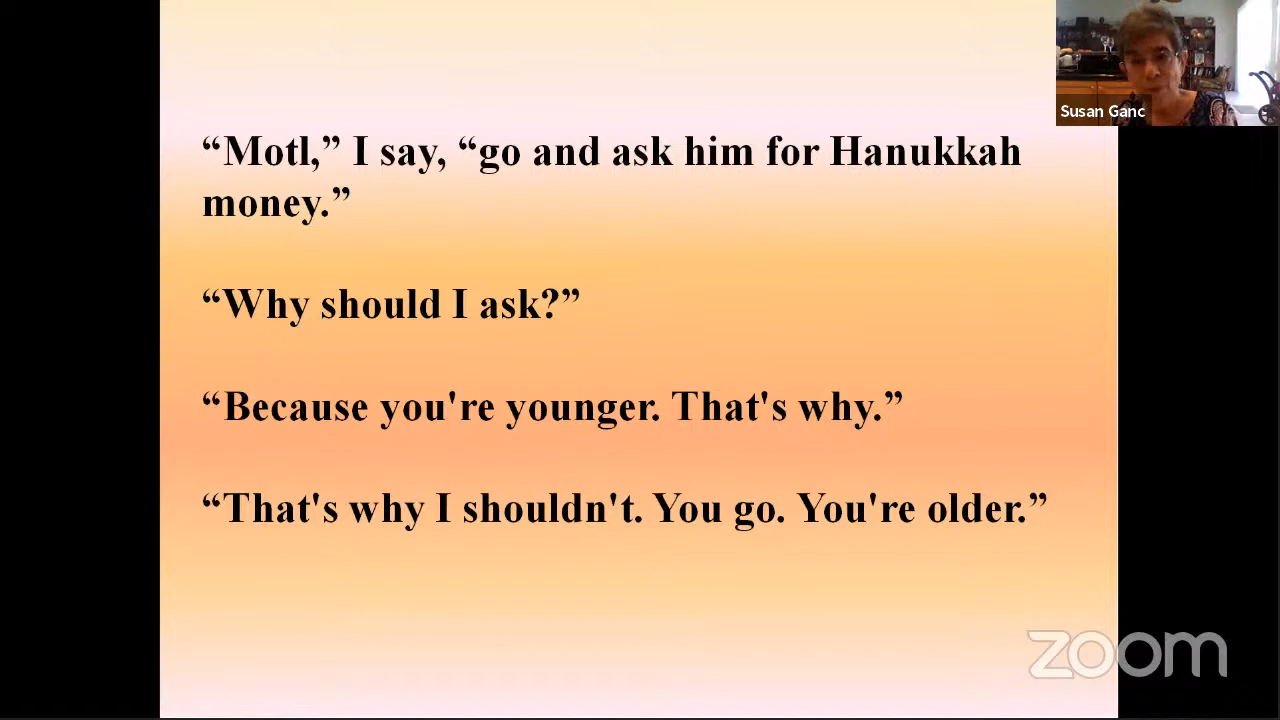 Susan Ganc
“Motl,” I say, “go and ask him for Hanukkah
money.”
“Why should I ask?”
“Because you're younger. That's why.”
“That's why I shouldn't. You go. You're older.”
zoom